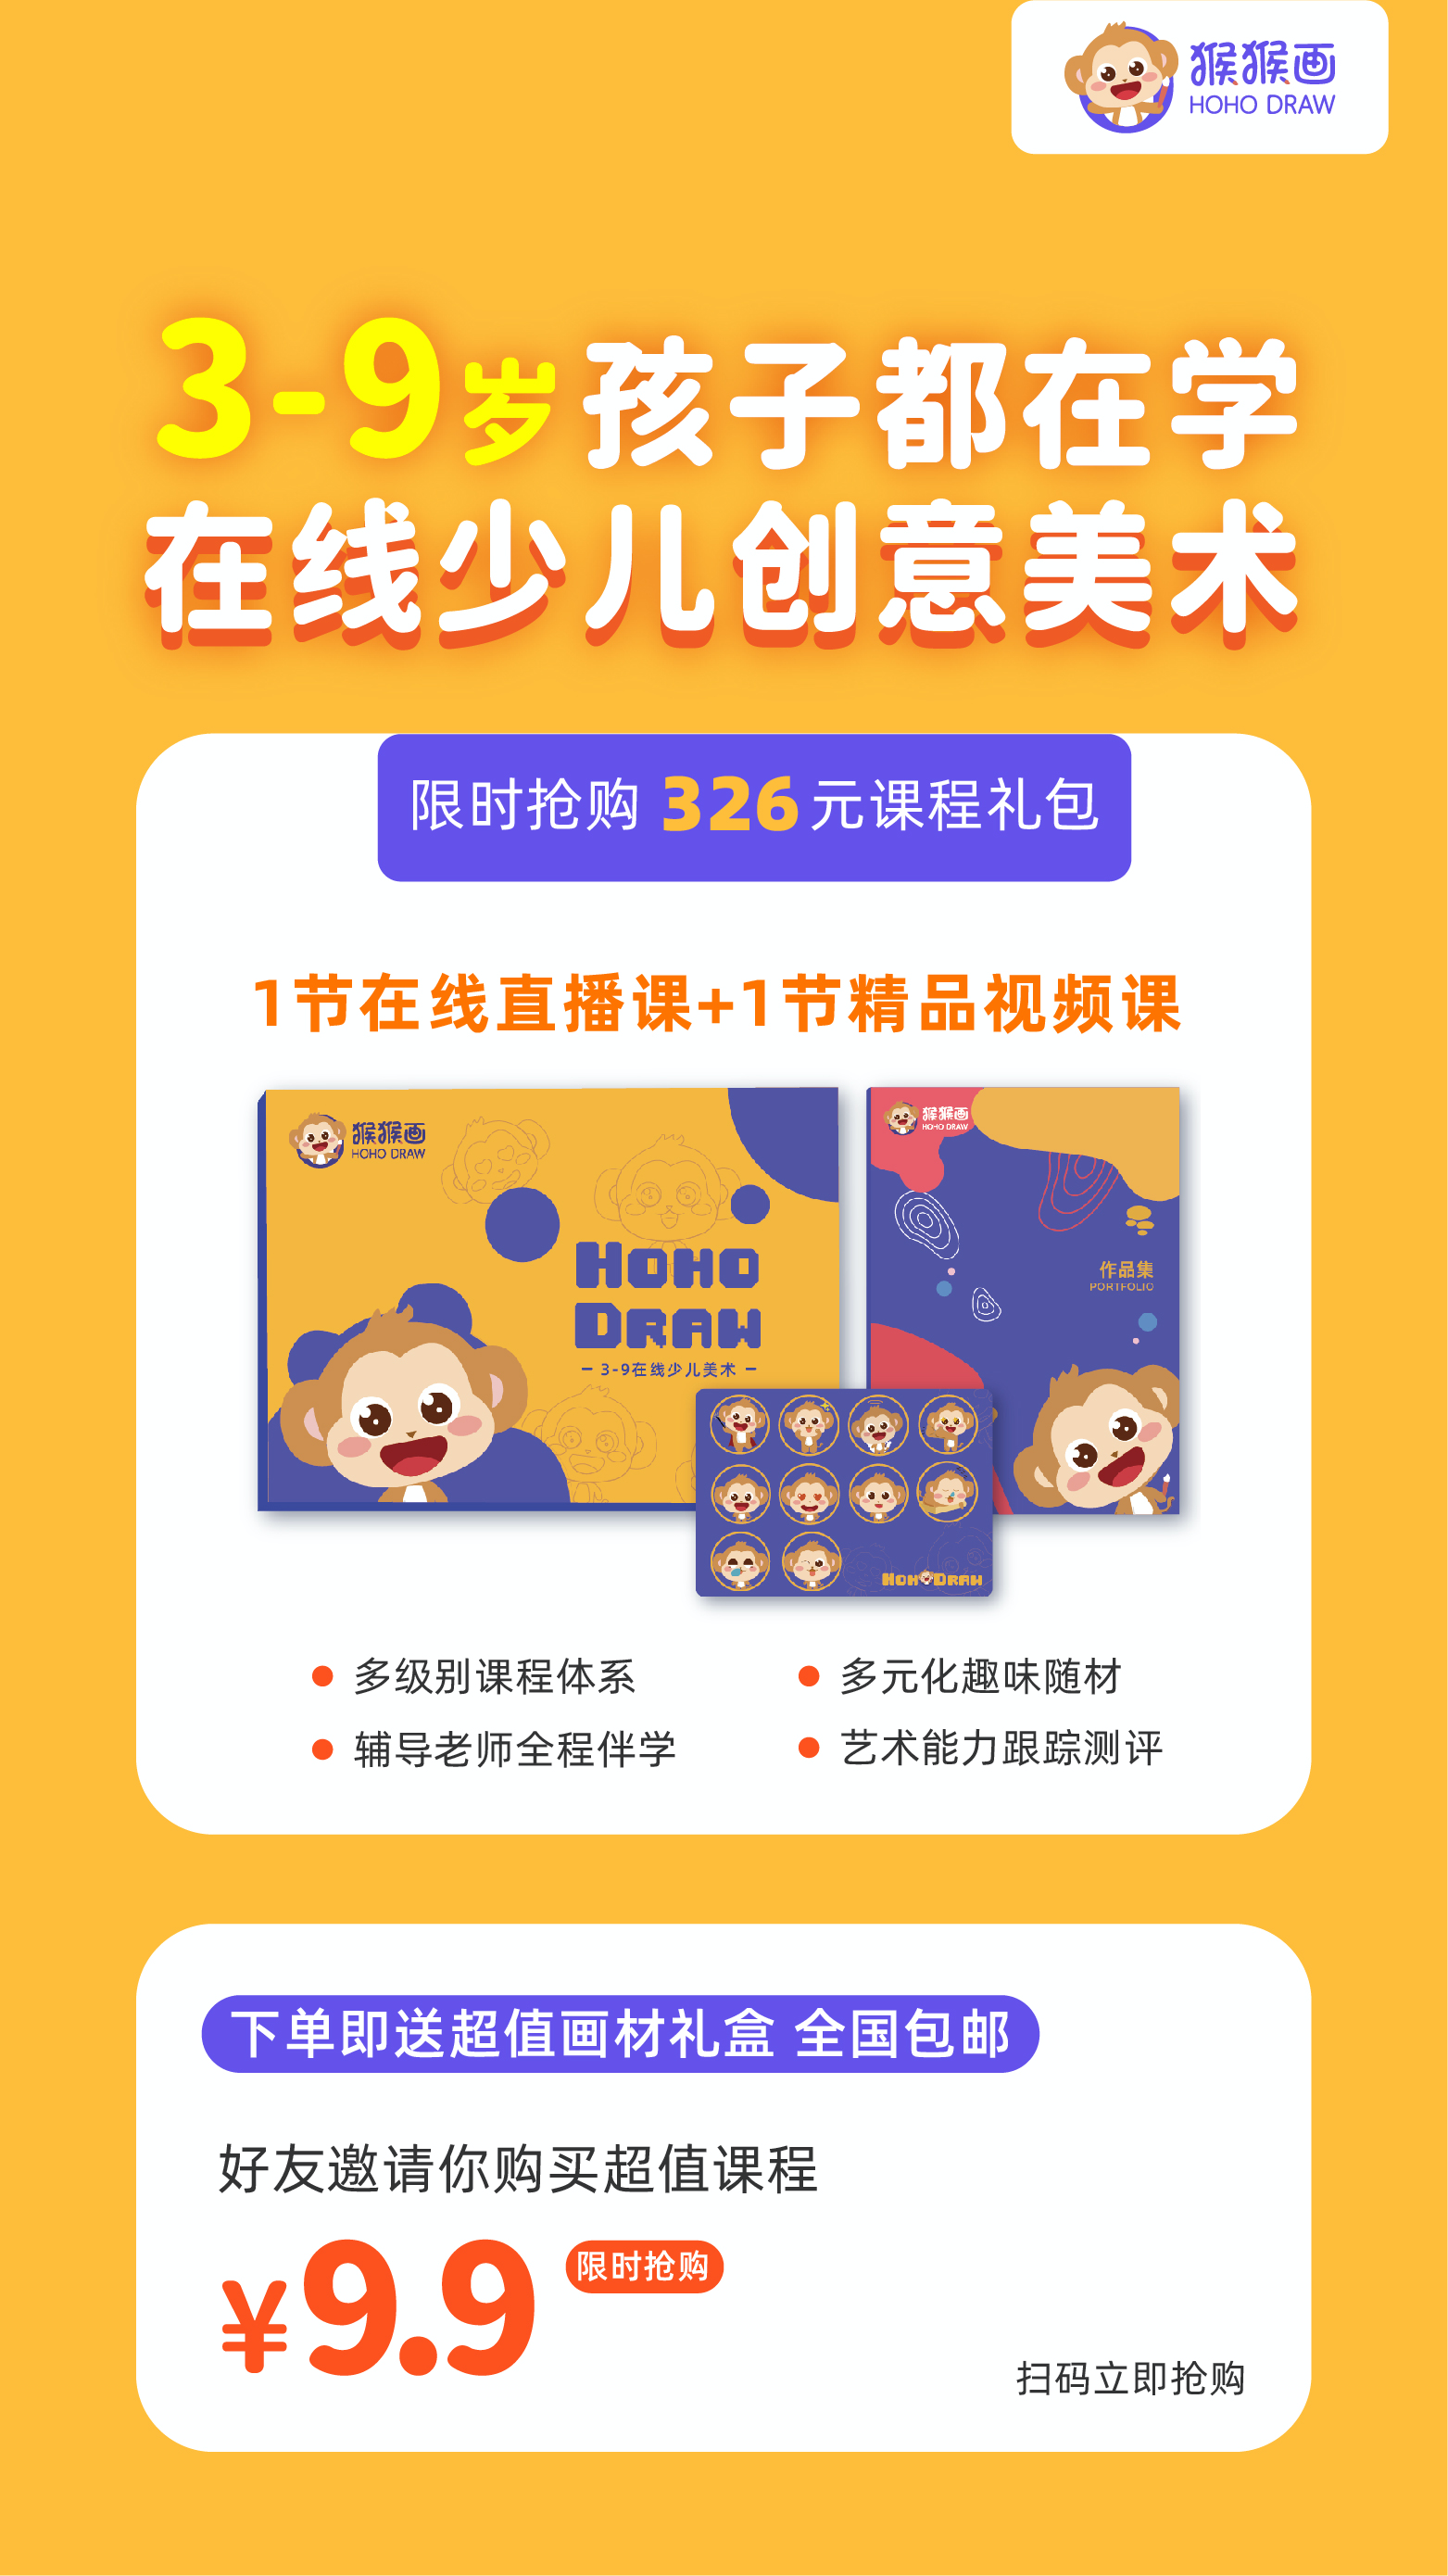 猴猴画
HOHO DRAW
3-9岁孩子都在学
在线少儿创意美术
限时抢购 326 元课程礼包
1节在线直播课+1节精品视频课
猴猴画
HOHO DRAW
HOHO
DRAW
- 3-9在线少儿美术 -
猴猴画
HOHO DRAW
作品集
PORTFOLIO
HOHODRAW
多级别课程体系
多元化趣味随材
辅导老师全程伴学
艺术能力跟踪测评
下单即送超值画材礼盒 全国包邮
好友邀请你购买超值课程
¥9.9 限时抢购
扫码立即抢购